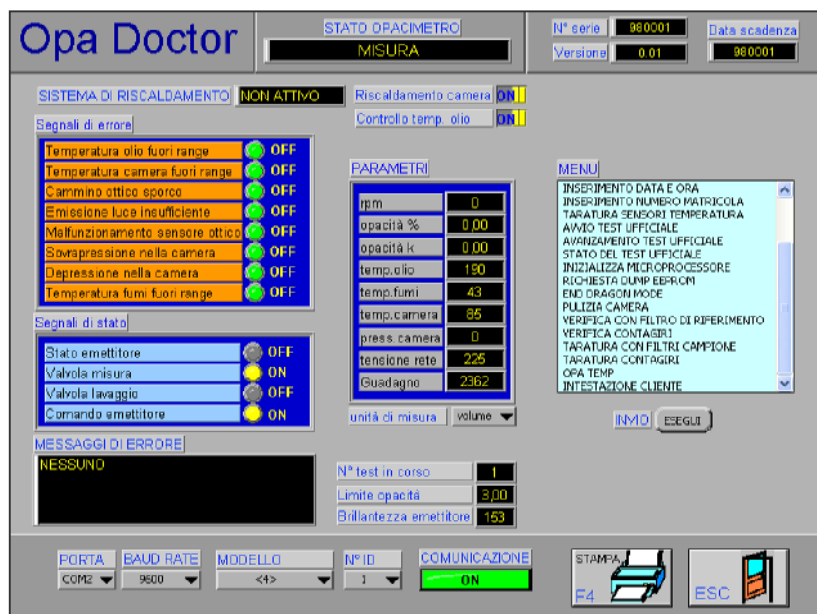 Opa Doctor
STATO OPACIMETRO
MISURA
N° serie 980001
Versione 0.01
Data scadenza
980001
SISTEMA DI RISCALDAMENTO NON ATTIVO
Riscaldamento camera ON
Controllo temp. olio ON
Segnali di errore
Temperatura olio fuori range OFF
Temperatura camera fuori range OFF
Cammino ottico sporco OFF
Emissione luce insufficiente OFF
Malfunzionamento sensore ottico OFF
Sovrapressione nella camera OFF
Depressione nella camera OFF
Temperatura fumi fuori range OFF
Segnali di stato
Stato emettitore OFF
Valvola misura ON
Valvola lavaggio OFF
Comando emettitore ON
MESSAGGI DI ERRORE
NESSUNO
PARAMETRI
rpm 0
opacità % 0,00
opacità k 0,00
temp.olio 190
temp.fumi 43
temp.camera 85
press.camera 0
tensione rete 225
Guadagno 2362
unità di misura volume
N° test in corso 1
Limite opacità 3,00
Brillantezza emettitore 153
MENU
INSERIMENTO DATA E ORA
INSERIMENTO NUMERO MATRICOLA
TARATURA SENSORI TEMPERATURA
AVVIO TEST UFFICIALE
AVANZAMENTO TEST UFFICIALE
STATO DEL TEST UFFICIALE
INIZIALIZZA MICROPROCESSORE
RICHIESTA DUMP EEPROM
END DRAGON MODE
PULIZIA CAMERA
VERIFICA CON FILTRO DI RIFERIMENTO
VERIFICA CONTAGIRI
TARATURA CON FILTRI CAMPIONE
TARATURA CONTAGIRI
OPA TEMP
INTESTAZIONE CLIENTE
INVIO ESEGUI
PORTA BAUD RATE MODELLO N° ID COMUNICAZIONE
COM2 9600 <4> 1 ON
STAMPA
F4
ESC